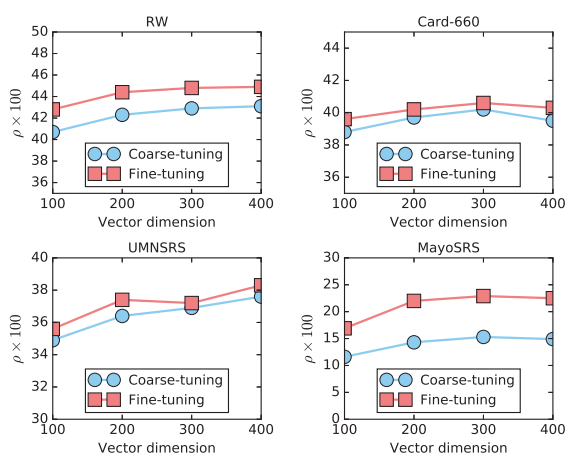 RW
50
48
46
44
42
40
38
36
ρ × 100
Coarse-tuning
Fine-tuning
100 200 300 400
Vector dimension
Card-660
44
42
40
38
36
ρ × 100
Coarse-tuning
Fine-tuning
100 200 300 400
Vector dimension
UMNSRS
40
38
36
34
32
30
ρ × 100
Coarse-tuning
Fine-tuning
100 200 300 400
Vector dimension
MayoSRS
30
25
20
15
10
5
0
ρ × 100
Coarse-tuning
Fine-tuning
100 200 300 400
Vector dimension